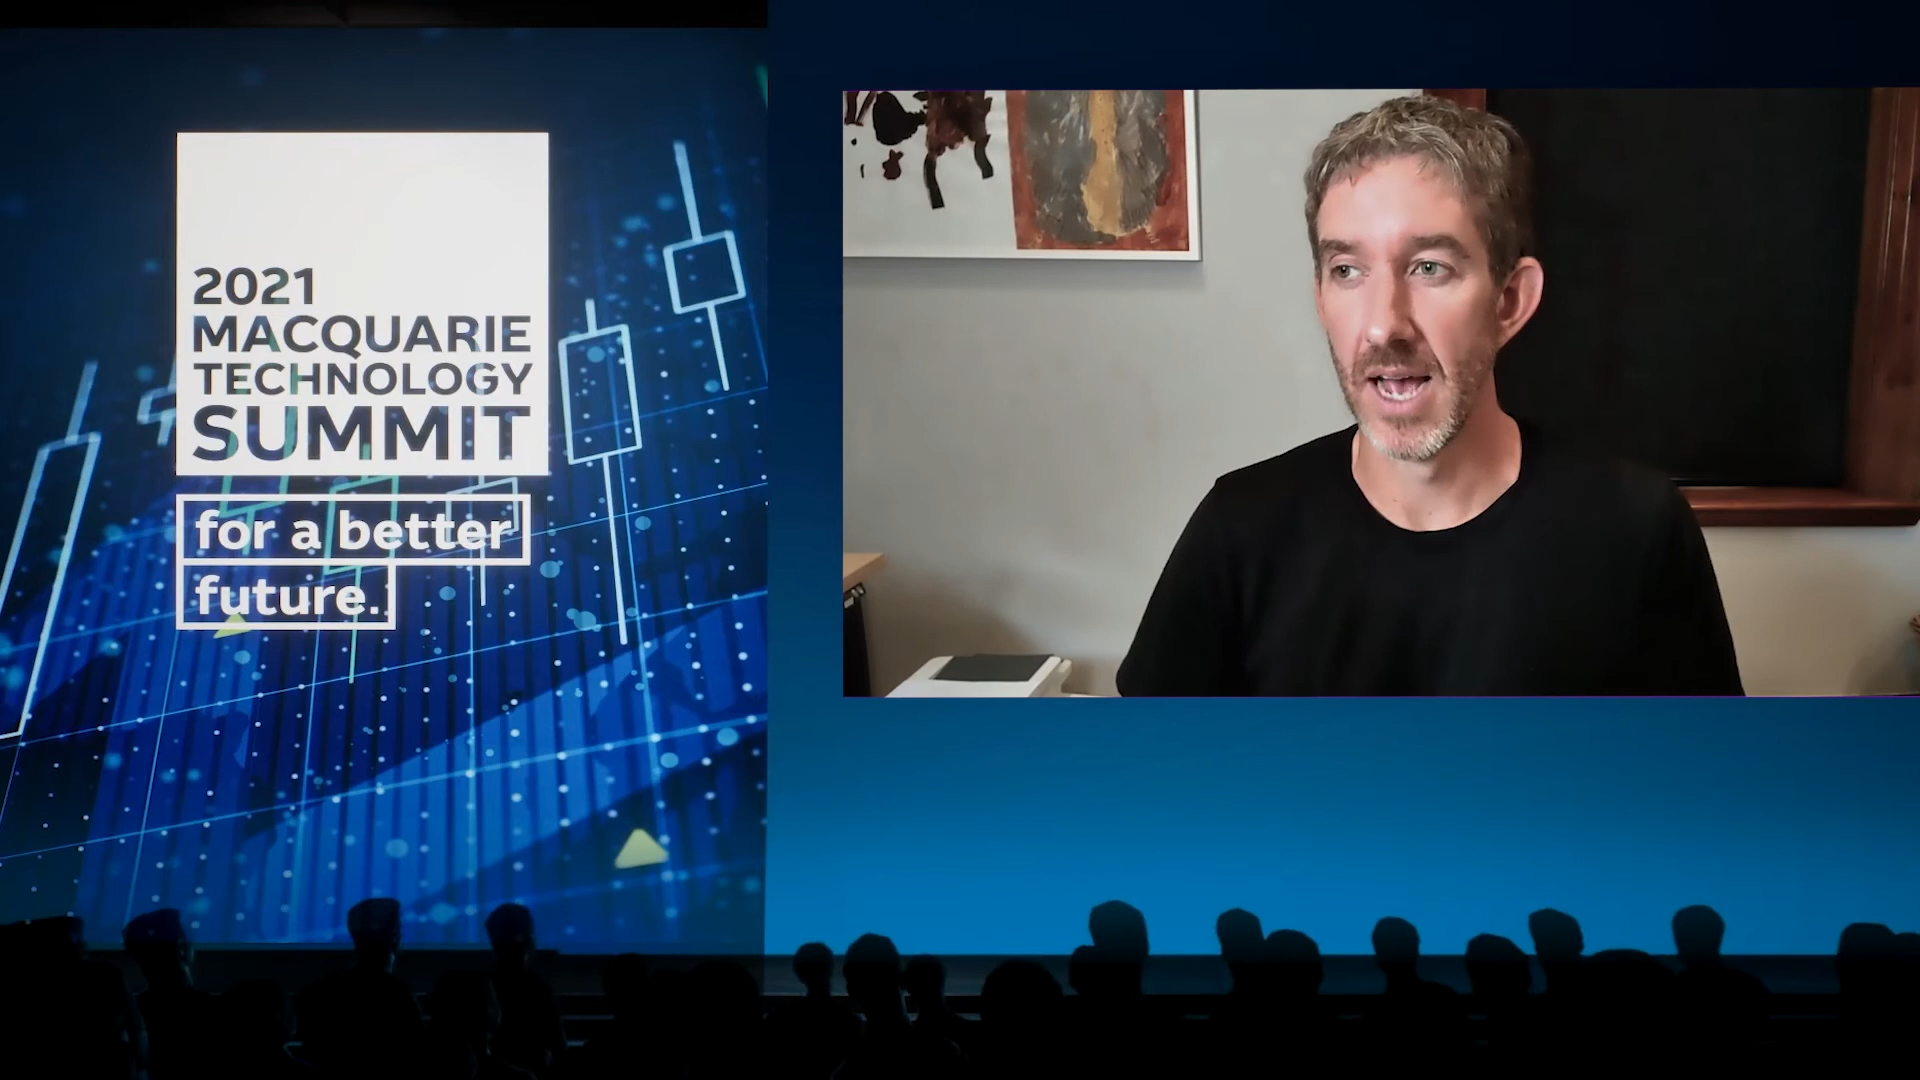 2021
MACQUARIE
TECHNOLOGY
SUMMIT
for a better
future.